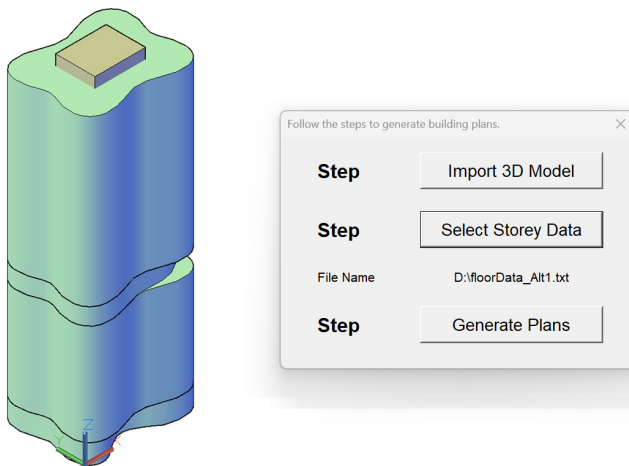 Follow the steps to generate building plans.
Step Import 3D Model
Step Select Storey Data
File Name D:\floorData_Alt1.txt
Step Generate Plans
Z
Y